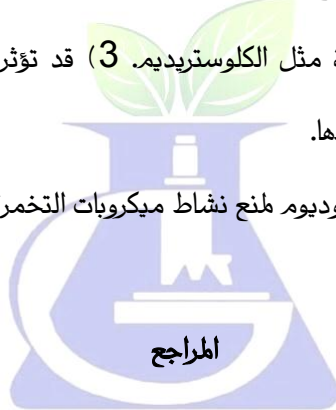 ة مثل الكلوستريديم. 3) قد تؤثر
ها.
وديوم لمنع نشاط ميكروبات التخمر
المراجع